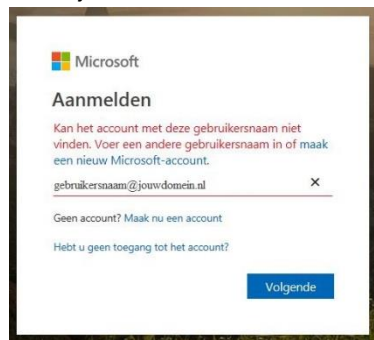 Microsoft
Aanmelden
Kan het account met deze gebruikersnaam niet
vinden. Voer een andere gebruikersnaam in of maak
een nieuw Microsoft-account.
gebruikersnaam@jouwdomein.nl
Geen account? Maak nu een account
Hebt u geen toegang tot het account?
Volgende